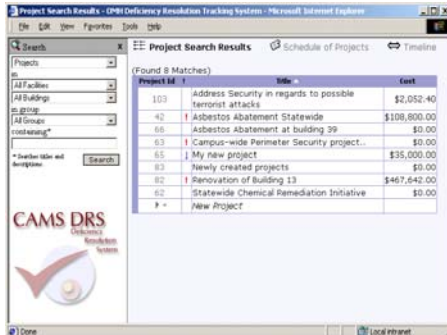 Project Search Results - OMH Deficiency Resolution Tracking System - Microsoft Internet Explorer
File Edit View Favorites Tools Help
Search x
Projects
in
All Facilities
All Buildings
in group
All Groups
containing*
* Searches titles and descriptions
Search
CAMS DRS
Deficiency
Resolution
System
Project Search Results Schedule of Projects Timeline
(Found 8 Matches)
Project Id ! Title Cost
103 Address Security in regards to possible terrorist attacks $2,052.40
42 ! Asbestos Abatement Statewide $108,800.00
66 Asbestos Abatement at building 39 $0.00
63 ! Campus-wide Perimeter Security project... $0.00
65 ↓ My new project $35,000.00
83 Newly created projects $0.00
82 ! Renovation of Building 13 $467,642.00
62 Statewide Chemical Remediation Initiative $0.00
New Project
Done Local intranet